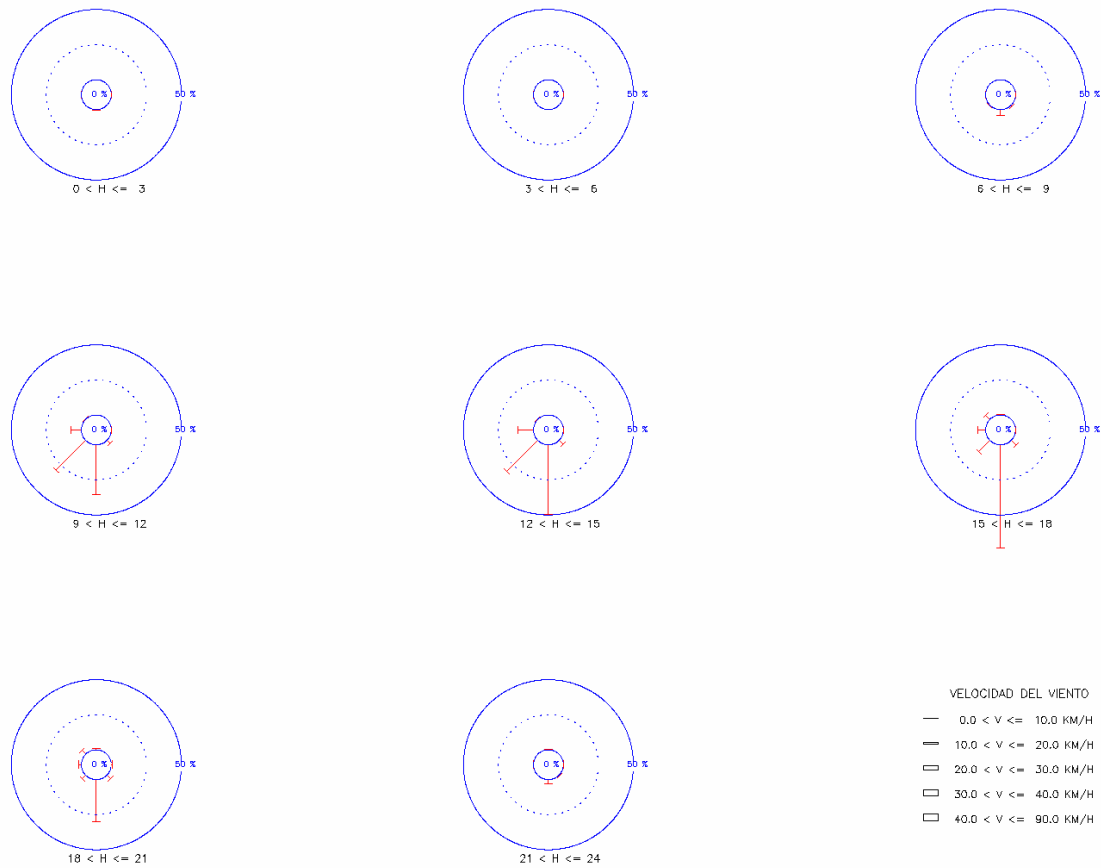 0 % 50 %
0 < H <= 3
0 % 50 %
3 < H <= 6
0 % 50 %
6 < H <= 9
0 % 50 %
9 < H <= 12
0 % 50 %
12 < H <= 15
0 % 50 %
15 < H <= 18
0 % 50 %
18 < H <= 21
0 % 50 %
21 < H <= 24
VELOCIDAD DEL VIENTO
0.0 < V <= 10.0 KM/H
10.0 < V <= 20.0 KM/H
20.0 < V <= 30.0 KM/H
30.0 < V <= 40.0 KM/H
40.0 < V <= 90.0 KM/H